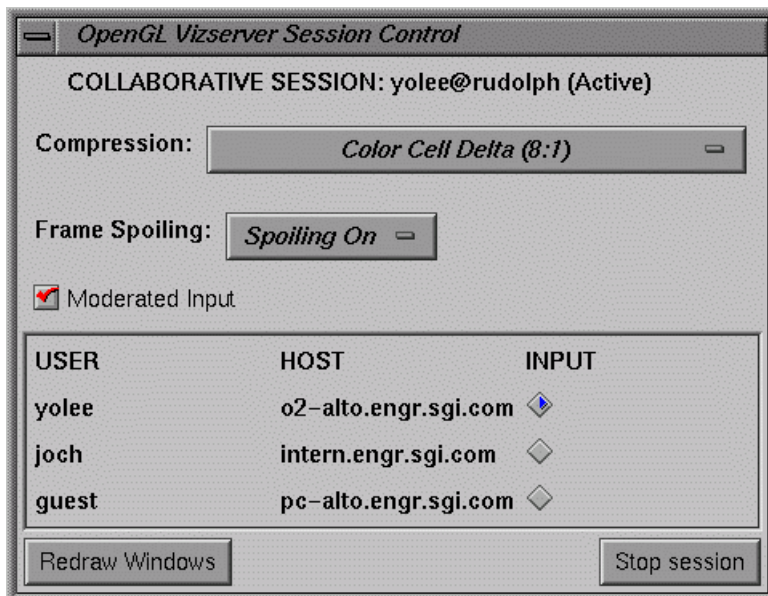 OpenGL Vizserver Session Control
COLLABORATIVE SESSION: yolee@rudolph (Active)
Compression: Color Cell Delta (8:1)
Frame Spoiling: Spoiling On
Moderated Input
USER HOST INPUT
yolee o2-alto.engr.sgi.com
joch intern.engr.sgi.com
guest pc-alto.engr.sgi.com
Redraw Windows Stop session